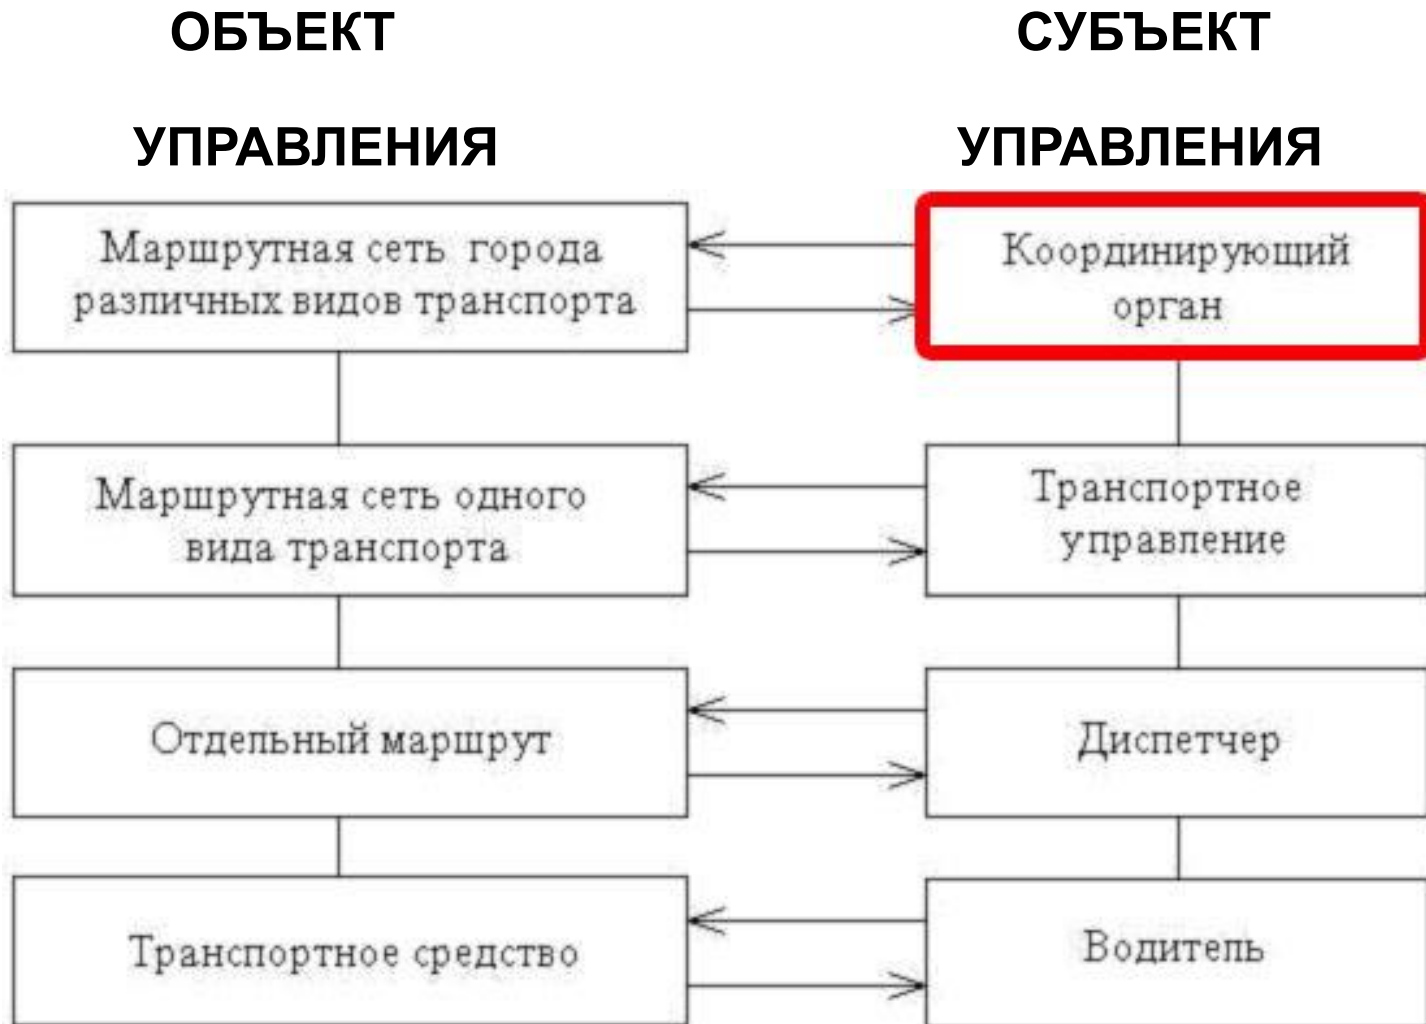 ОБЪЕКТ
УПРАВЛЕНИЯ
СУБЪЕКТ
УПРАВЛЕНИЯ
Маршрутная сеть города
различных видов транспорта
Координирующий
орган
Маршрутная сеть одного
вида транспорта
Транспортное
управление
Отдельный маршрут
Диспетчер
Транспортное средство
Водитель